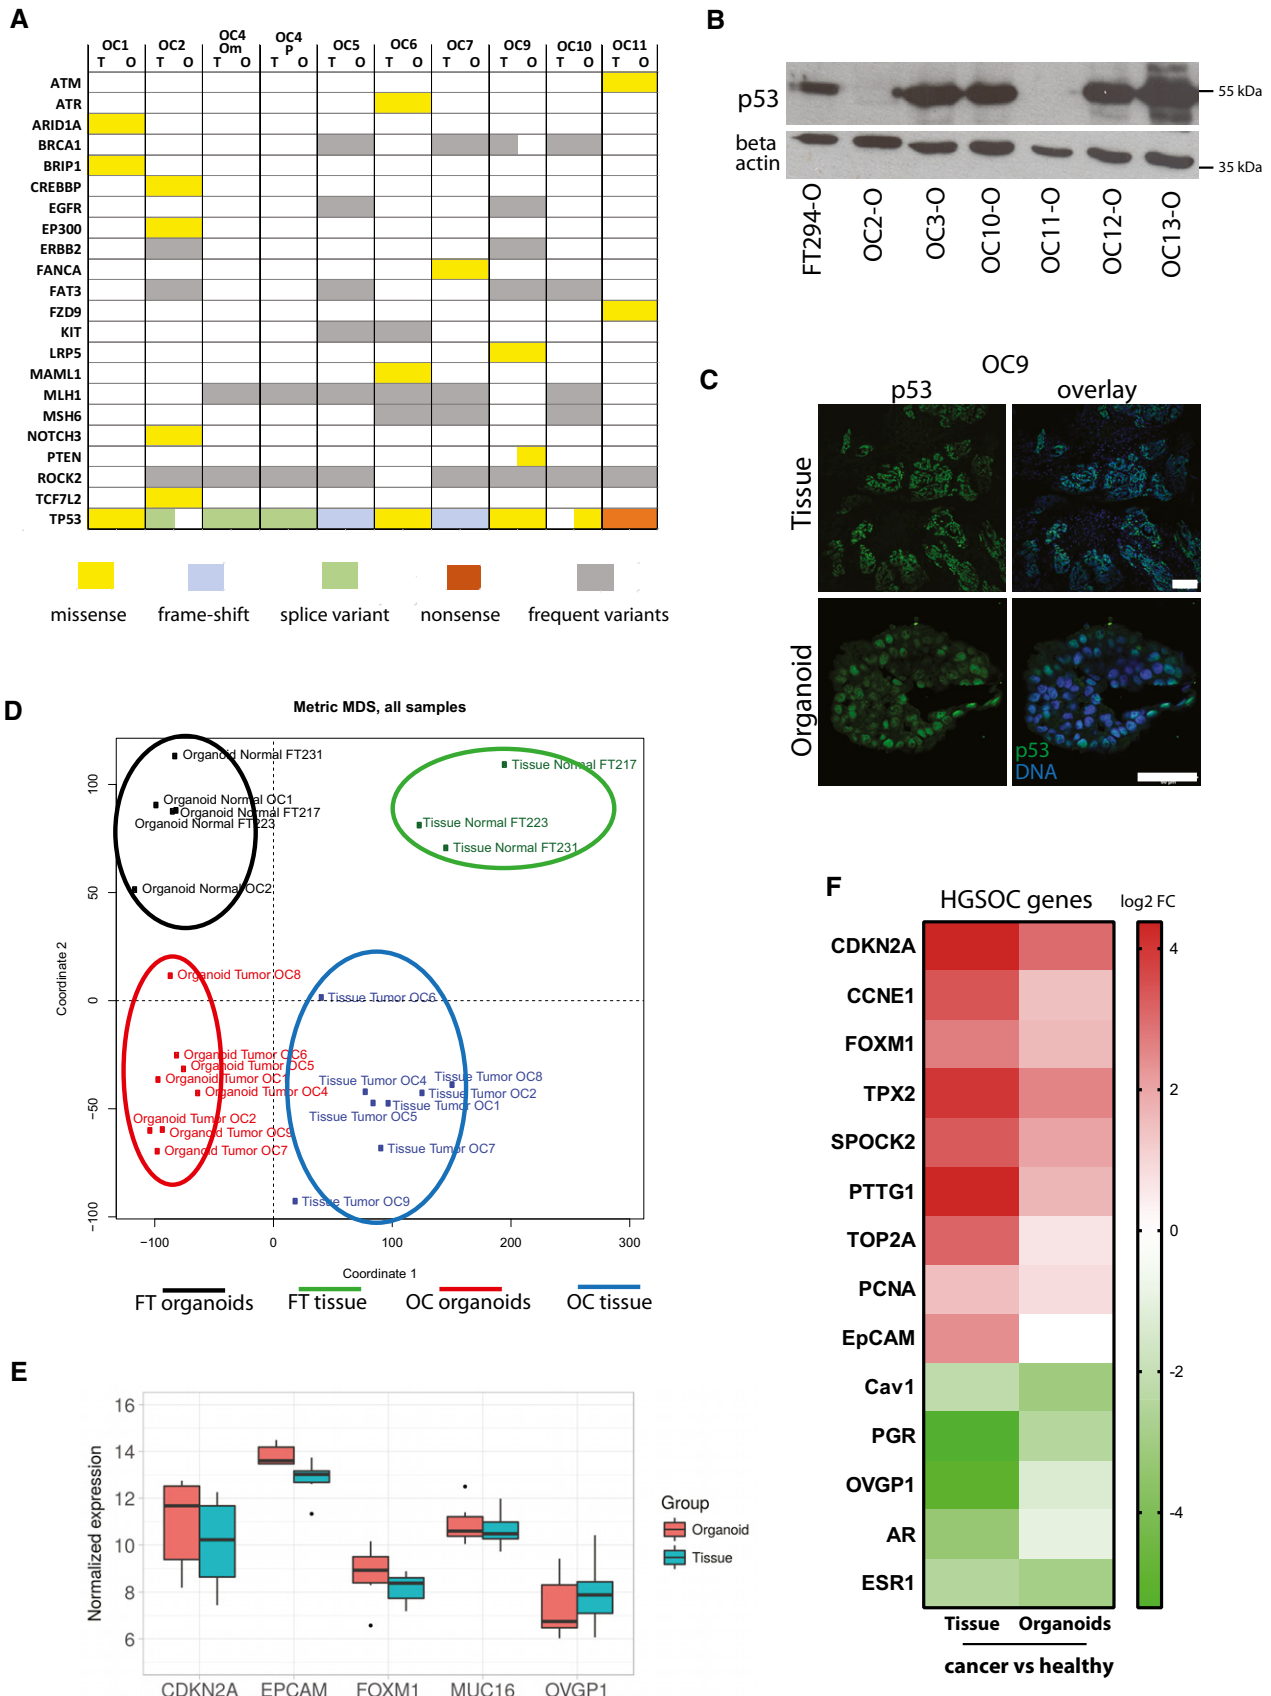 A
OC1 OC2 OC4 Om OC4 P OC5 OC6 OC7 OC9 OC10 OC11
T O T O T O T O T O T O T O T O T O T O
ATM
ATR
ARID1A
BRCA1
BRIP1
CREBBP
EGFR
EP300
ERBB2
FANCA
FAT3
FZD9
KIT
LRP5
MAML1
MLH1
MSH6
NOTCH3
PTEN
ROCK2
TCF7L2
TP53
missense frame-shift splice variant nonsense frequent variants
B
p53
55 kDa
beta actin
35 kDa
FT294-O
OC2-O
OC3-O
OC10-O
OC11-O
OC12-O
OC13-O
C
OC9
p53 overlay
Tissue
Organoid
p53
DNA
D
Metric MDS, all samples
Coordinate 2
100
50
0
−50
−100
Organoid Normal FT231
Organoid Normal OC1
Organoid Normal FT217
Organoid Normal FT223
Organoid Normal OC2
Tissue Normal FT217
Tissue Normal FT223
Tissue Normal FT231
Organoid Tumor OC8
Organoid Tumor OC6
Organoid Tumor OC5
Organoid Tumor OC1
Organoid Tumor OC4
Organoid Tumor OC2
Organoid Tumor OC9
Organoid Tumor OC7
Tissue Tumor OC6
Tissue Tumor OC4
Tissue Tumor OC8
Tissue Tumor OC2
Tissue Tumor OC1
Tissue Tumor OC5
Tissue Tumor OC7
Tissue Tumor OC9
−100 0 100 200 300
Coordinate 1
FT organoids FT tissue OC organoids OC tissue
E
Normalized expression
16
14
12
10
8
6
CDKN2A EPCAM FOXM1 MUC16 OVGP1
Group
Organoid
Tissue
F
HGSOC genes log2 FC
CDKN2A
CCNE1
FOXM1
TPX2
SPOCK2
PTTG1
TOP2A
PCNA
EpCAM
Cav1
PGR
OVGP1
AR
ESR1
4
2
0
-2
-4
Tissue Organoids
cancer vs healthy